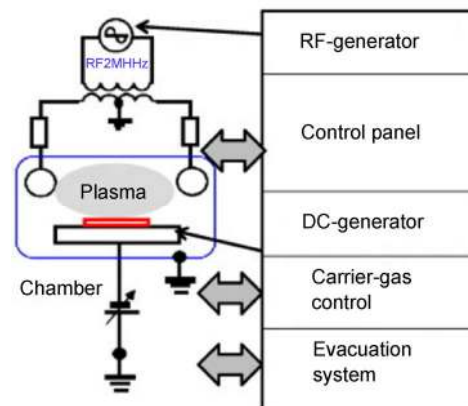 RF-generator
RF2MHHz
Control panel
Plasma
DC-generator
Chamber
Carrier-gas
control
Evacuation
system